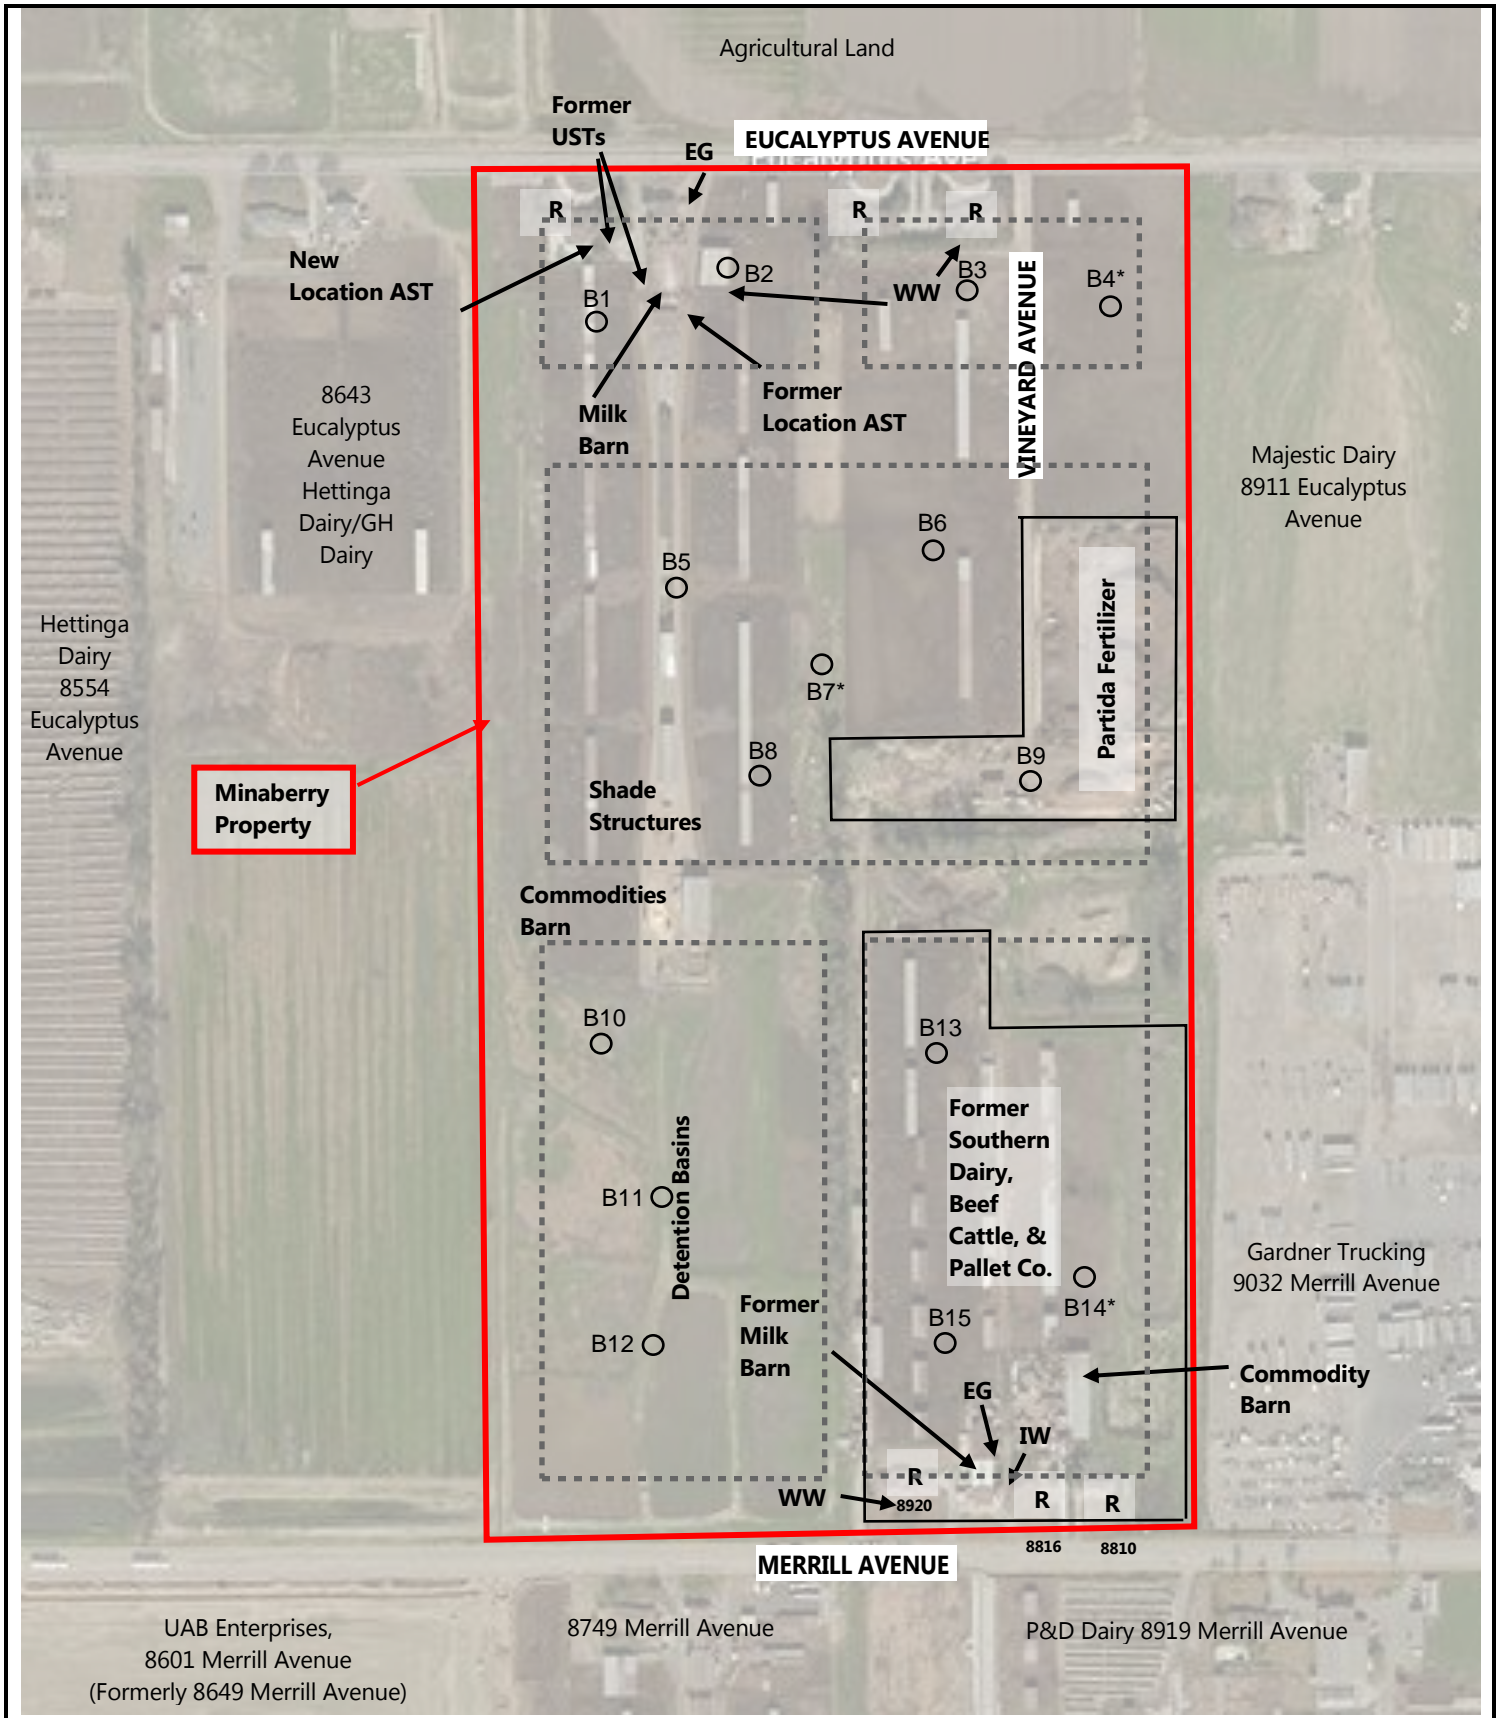 Agricultural Land
Former
USTs
EG
EUCALYPTUS AVENUE
R
R
R
New
Location AST
B1
B2
WW
B3
B4*
VINEYARD AVENUE
Milk
Barn
Former
Location AST
8643
Eucalyptus
Avenue
Hettinga
Dairy/GH
Dairy
Majestic Dairy
8911 Eucalyptus
Avenue
B5
B6
Hettinga
Dairy
8554
Eucalyptus
Avenue
B7*
Partida Fertilizer
B8
B9
Minaberry
Property
Shade
Structures
Commodities
Barn
B10
B13
Former
Southern
Dairy,
Beef
Cattle, &
Pallet Co.
B11
Detention Basins
Gardner Trucking
9032 Merrill Avenue
B14*
Former
Milk
Barn
B12
B15
Commodity
Barn
EG
IW
R
8920
WW
R
R
8816
8810
MERRILL AVENUE
UAB Enterprises,
8601 Merrill Avenue
(Formerly 8649 Merrill Avenue)
8749 Merrill Avenue
P&D Dairy 8919 Merrill Avenue